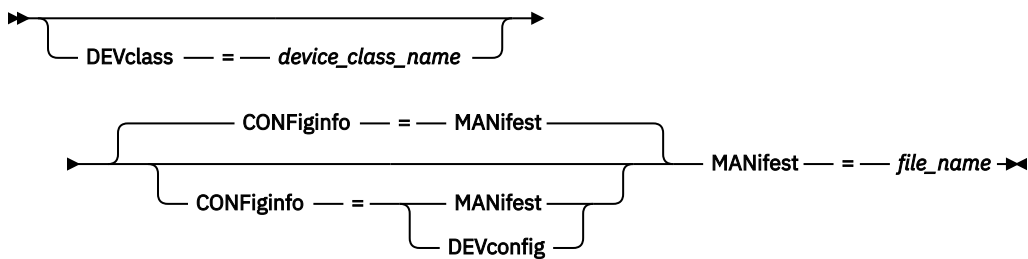 DEVclass = device_class_name
CONFiginfo = MANifest
MANifest = file_name
CONFiginfo = MANifest
DEVconfig